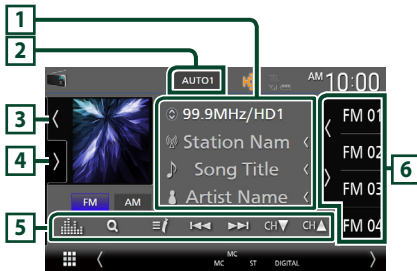 1
2
AUTO1
AM 10:00
3
99.9MHz/HD1
FM 01
Station Nam
FM 02
4
Song Title
6
FM 03
FM AM
Artist Name
5
CH▼ CH▲
FM 04
MC
MC ST DIGITAL